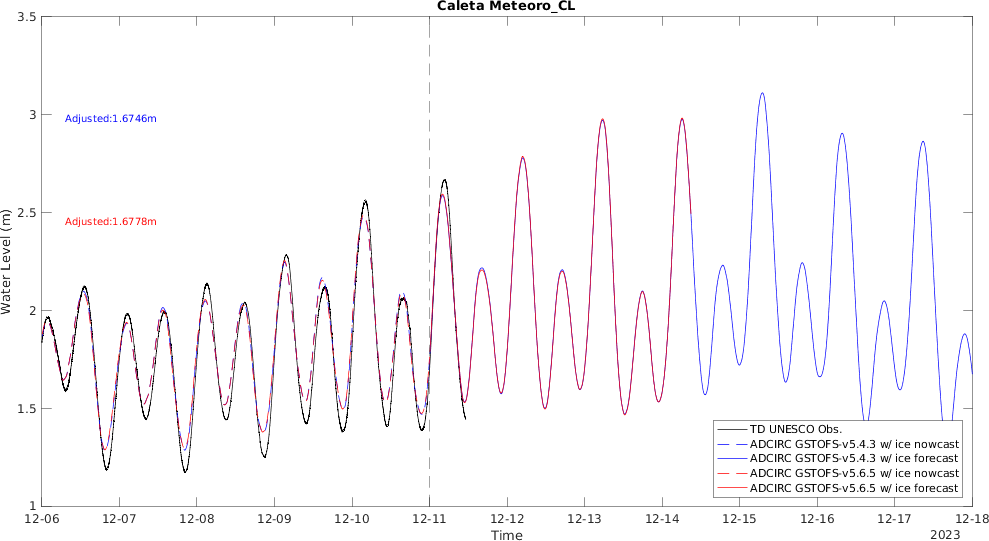 Caleta Meteoro_CL
3.5
3
2.5
2
1.5
1
Water Level (m)
Adjusted:1.6746m
Adjusted:1.6778m
TD UNESCO Obs.
ADCIRC GSTOFS-v5.4.3 w/ ice nowcast
ADCIRC GSTOFS-v5.4.3 w/ ice forecast
ADCIRC GSTOFS-v5.6.5 w/ ice nowcast
ADCIRC GSTOFS-v5.6.5 w/ ice forecast
12-06 12-07 12-08 12-09 12-10 12-11 12-12 12-13 12-14 12-15 12-16 12-17 12-18
Time
2023